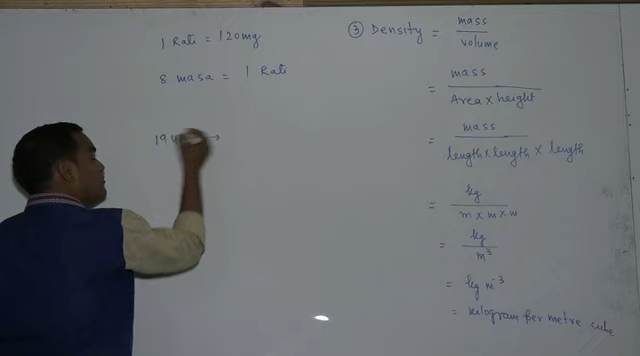 1 Rati = 120mg
8 masa = 1 Rati
③ Density = mass / volume
= mass / Area × height
= mass / length × length × length
= kg / m × m × m
= kg / m³
= kg m⁻³
= kilogram per metre cube